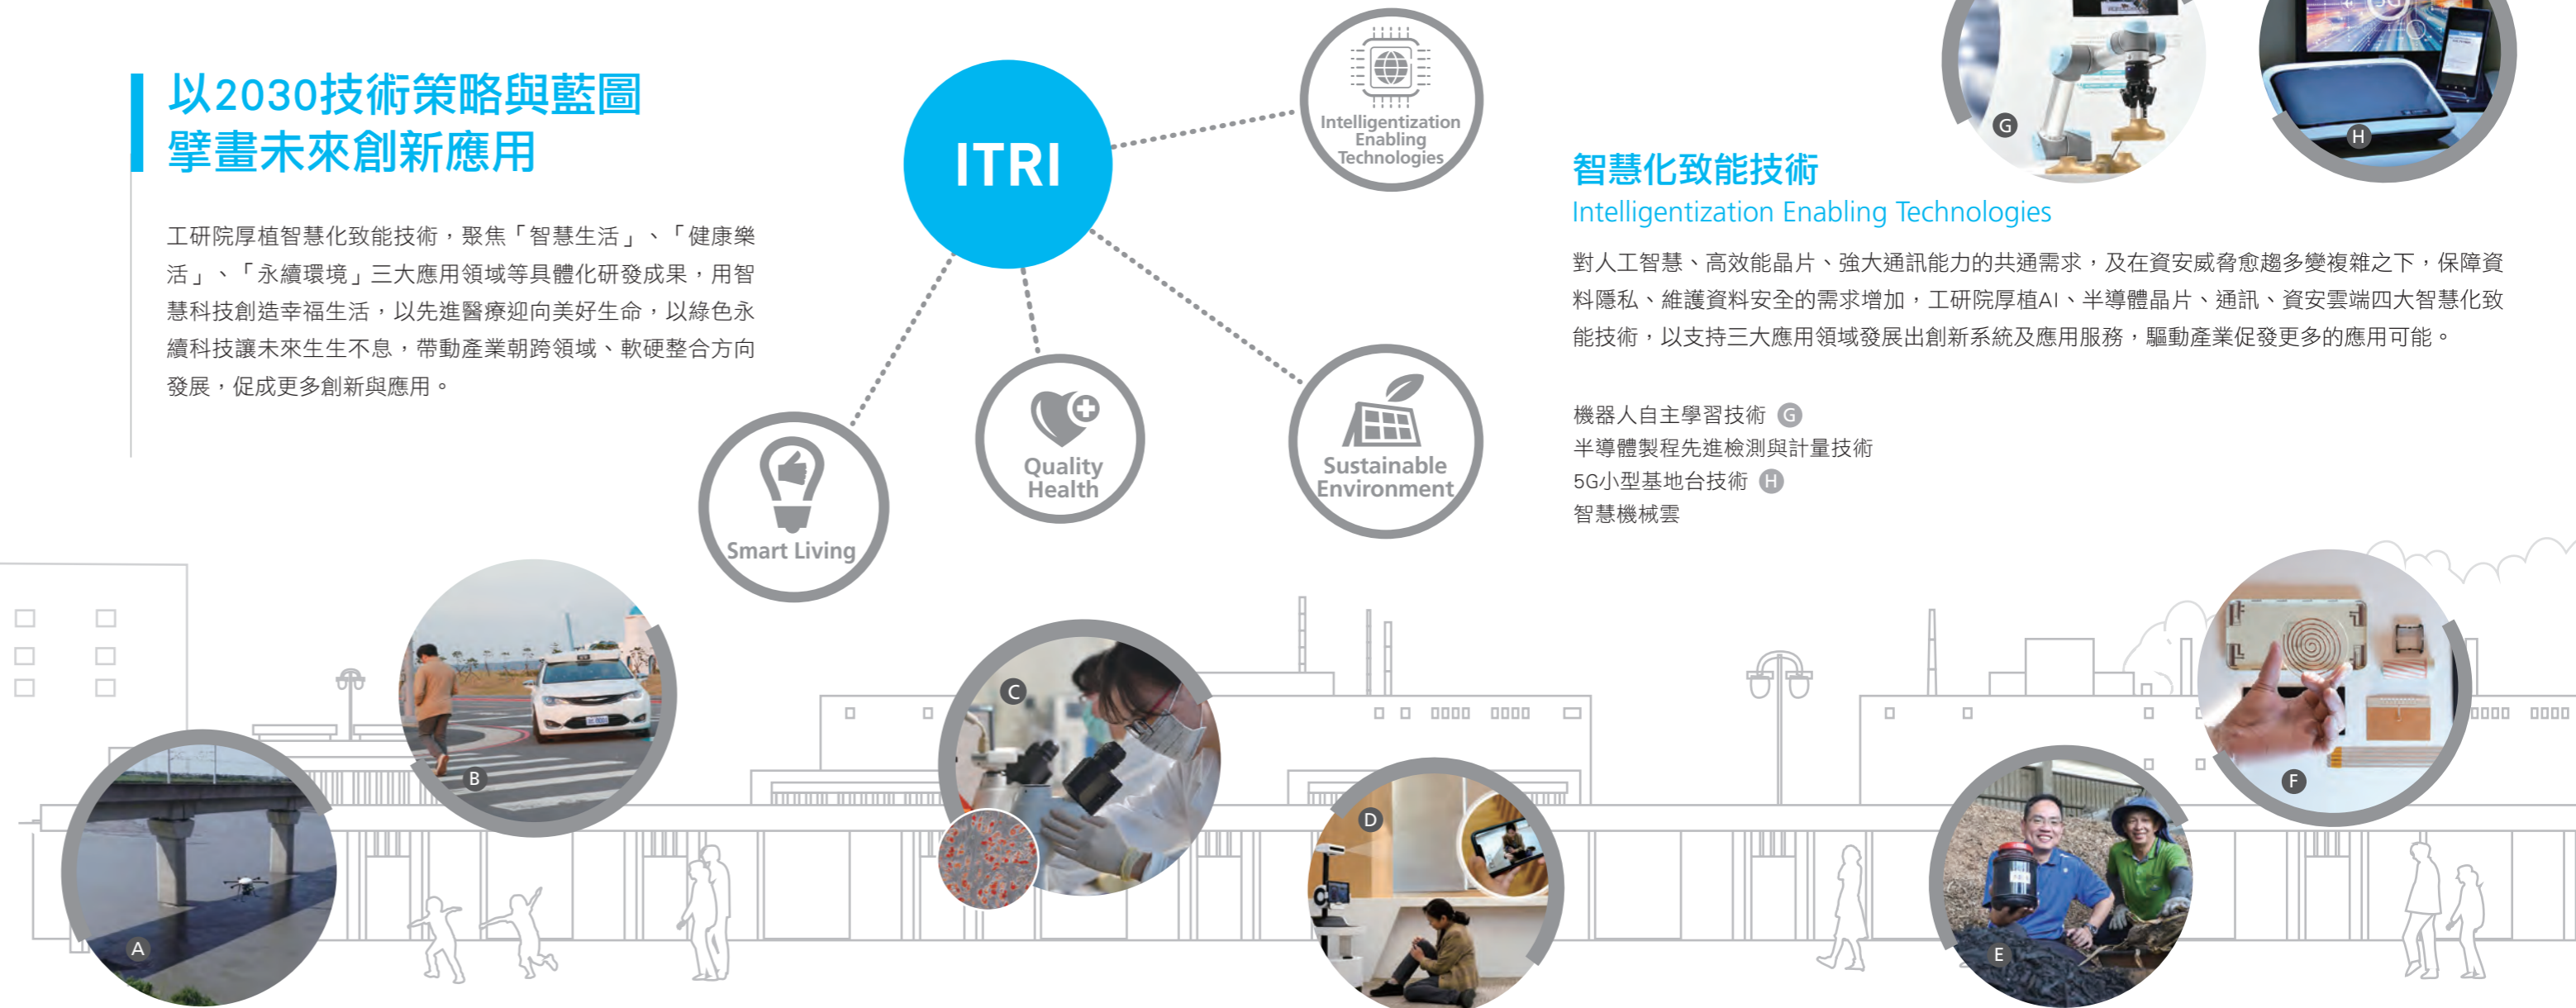 以2030技術策略與藍圖
擘畫未來創新應用
工研院厚植智慧化致能技術，聚焦「智慧生活」、「健康樂
活」、「永續環境」三大應用領域等具體化研發成果，用智
慧科技創造幸福生活，以先進醫療迎向美好生命，以綠色永
續科技讓未來生生不息，帶動產業朝跨領域、軟硬整合方向
發展，促成更多創新與應用。
ITRI
Intelligentization
Enabling
Technologies
Smart Living
Quality
Health
Sustainable
Environment
G
H
智慧化致能技術
Intelligentization Enabling Technologies
對人工智慧、高效能晶片、強大通訊能力的共通需求，及在資安威脅愈趨多變複雜之下，保障資
料隱私、維護資料安全的需求增加，工研院厚植AI、半導體晶片、通訊、資安雲端四大智慧化致
能技術，以支持三大應用領域發展出創新系統及應用服務，驅動產業促發更多的應用可能。
機器人自主學習技術 G
半導體製程先進檢測與計量技術
5G小型基地台技術 H
智慧機械雲
A
B
C
D
E
F